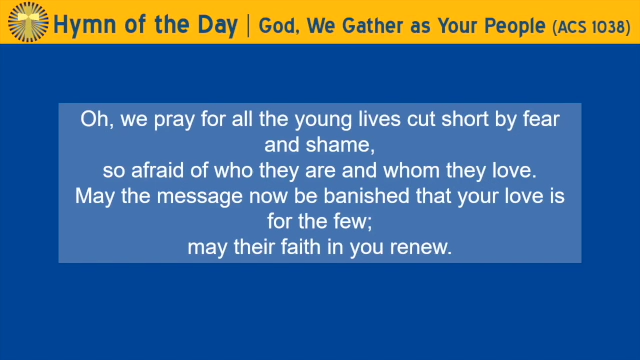 Hymn of the Day | God, We Gather as Your People (ACS 1038)
Oh, we pray for all the young lives cut short by fear
and shame,
so afraid of who they are and whom they love.
May the message now be banished that your love is
for the few;
may their faith in you renew.